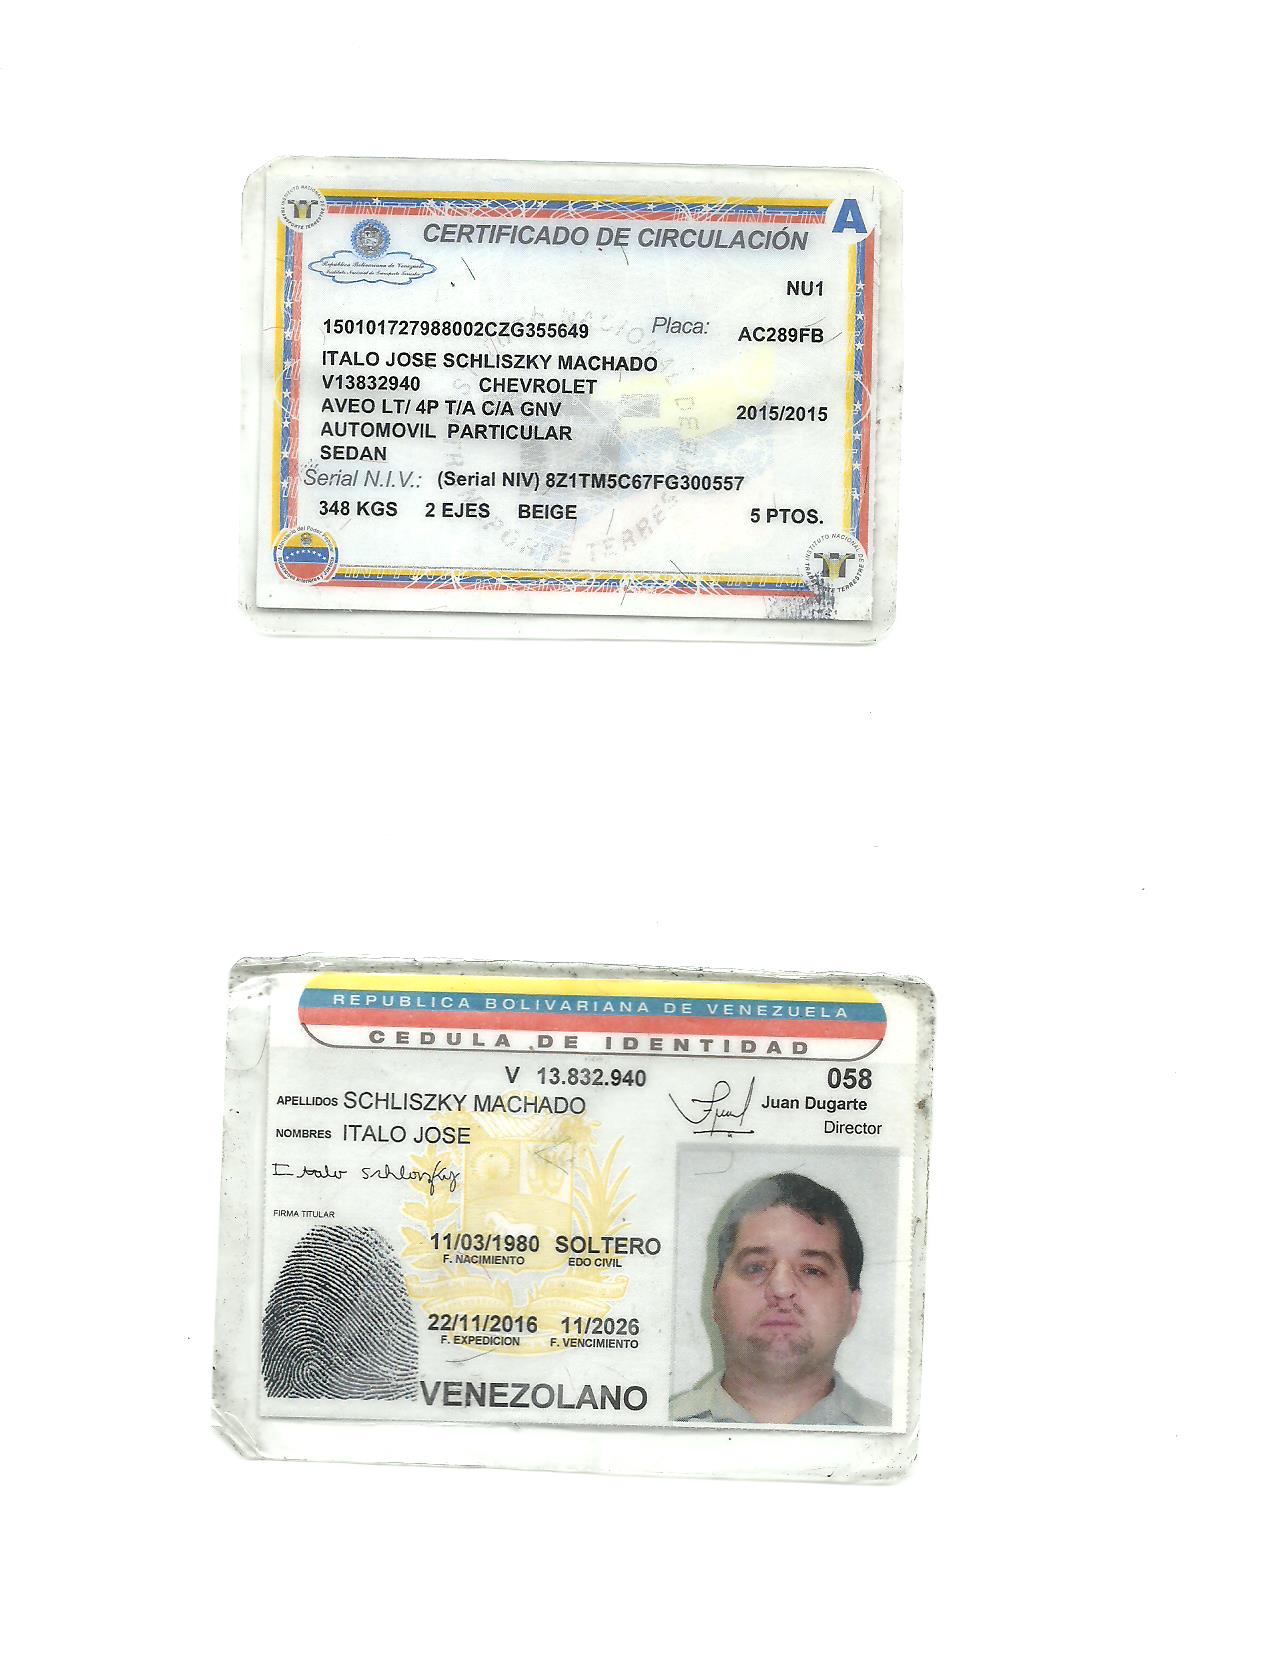 CERTIFICADO DE CIRCULACIÓN
A
República Bolivariana de Venezuela
Instituto Nacional de Transporte Terrestre
NU1
150101727988002CZG355649 Placa: AC289FB
ITALO JOSE SCHLISZKY MACHADO
V13832940 CHEVROLET
AVEO LT/ 4P T/A C/A GNV 2015/2015
AUTOMOVIL PARTICULAR
SEDAN
Serial N.I.V.: (Serial NIV) 8Z1TM5C67FG300557
348 KGS 2 EJES BEIGE 5 PTOS.
INSTITUTO NACIONAL DE TRANSPORTE TERRESTRE
REPUBLICA BOLIVARIANA DE VENEZUELA
CEDULA DE IDENTIDAD
V 13.832.940 058
APELLIDOS SCHLISZKY MACHADO Juan Dugarte
NOMBRES ITALO JOSE Director
FIRMA TITULAR
11/03/1980 SOLTERO
F. NACIMIENTO EDO CIVIL
22/11/2016 11/2026
F. EXPEDICION F. VENCIMIENTO
VENEZOLANO